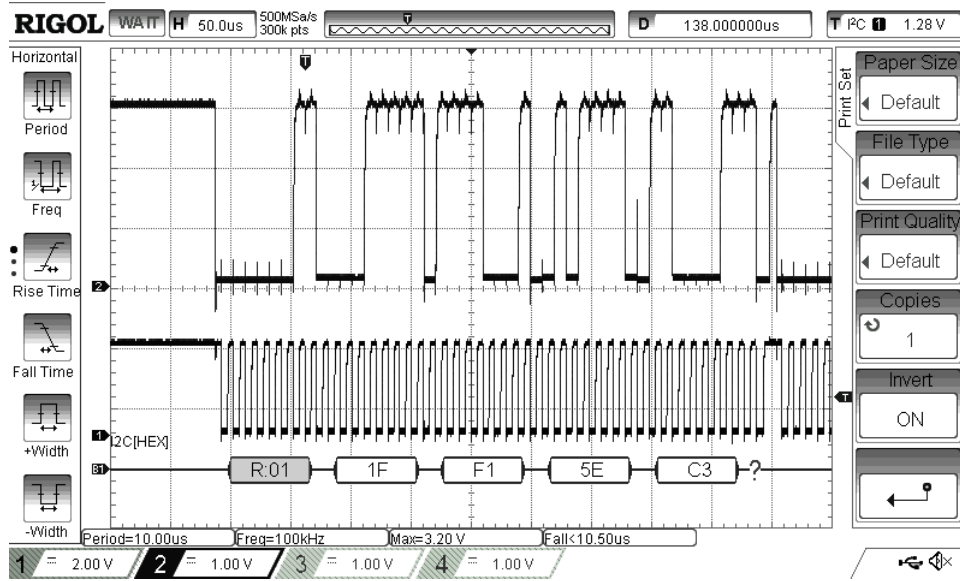 RIGOL WAIT H 50.0us 500MSa/s 300k pts T D 138.000000us T I²C 1 1.28 V
Horizontal
Period
Freq
Rise Time
Fall Time
+Width
-Width
T
2
1
I2C[HEX]
B1 R:01 1F F1 5E C3 ?
T
Print Set
Paper Size
Default
File Type
Default
Print Quality
Default
Copies
1
Invert
ON
Period=10.00us Freq=100kHz Max=3.20 V Fall<10.50us
1 = 2.00 V 2 = 1.00 V 3 = 1.00 V 4 = 1.00 V